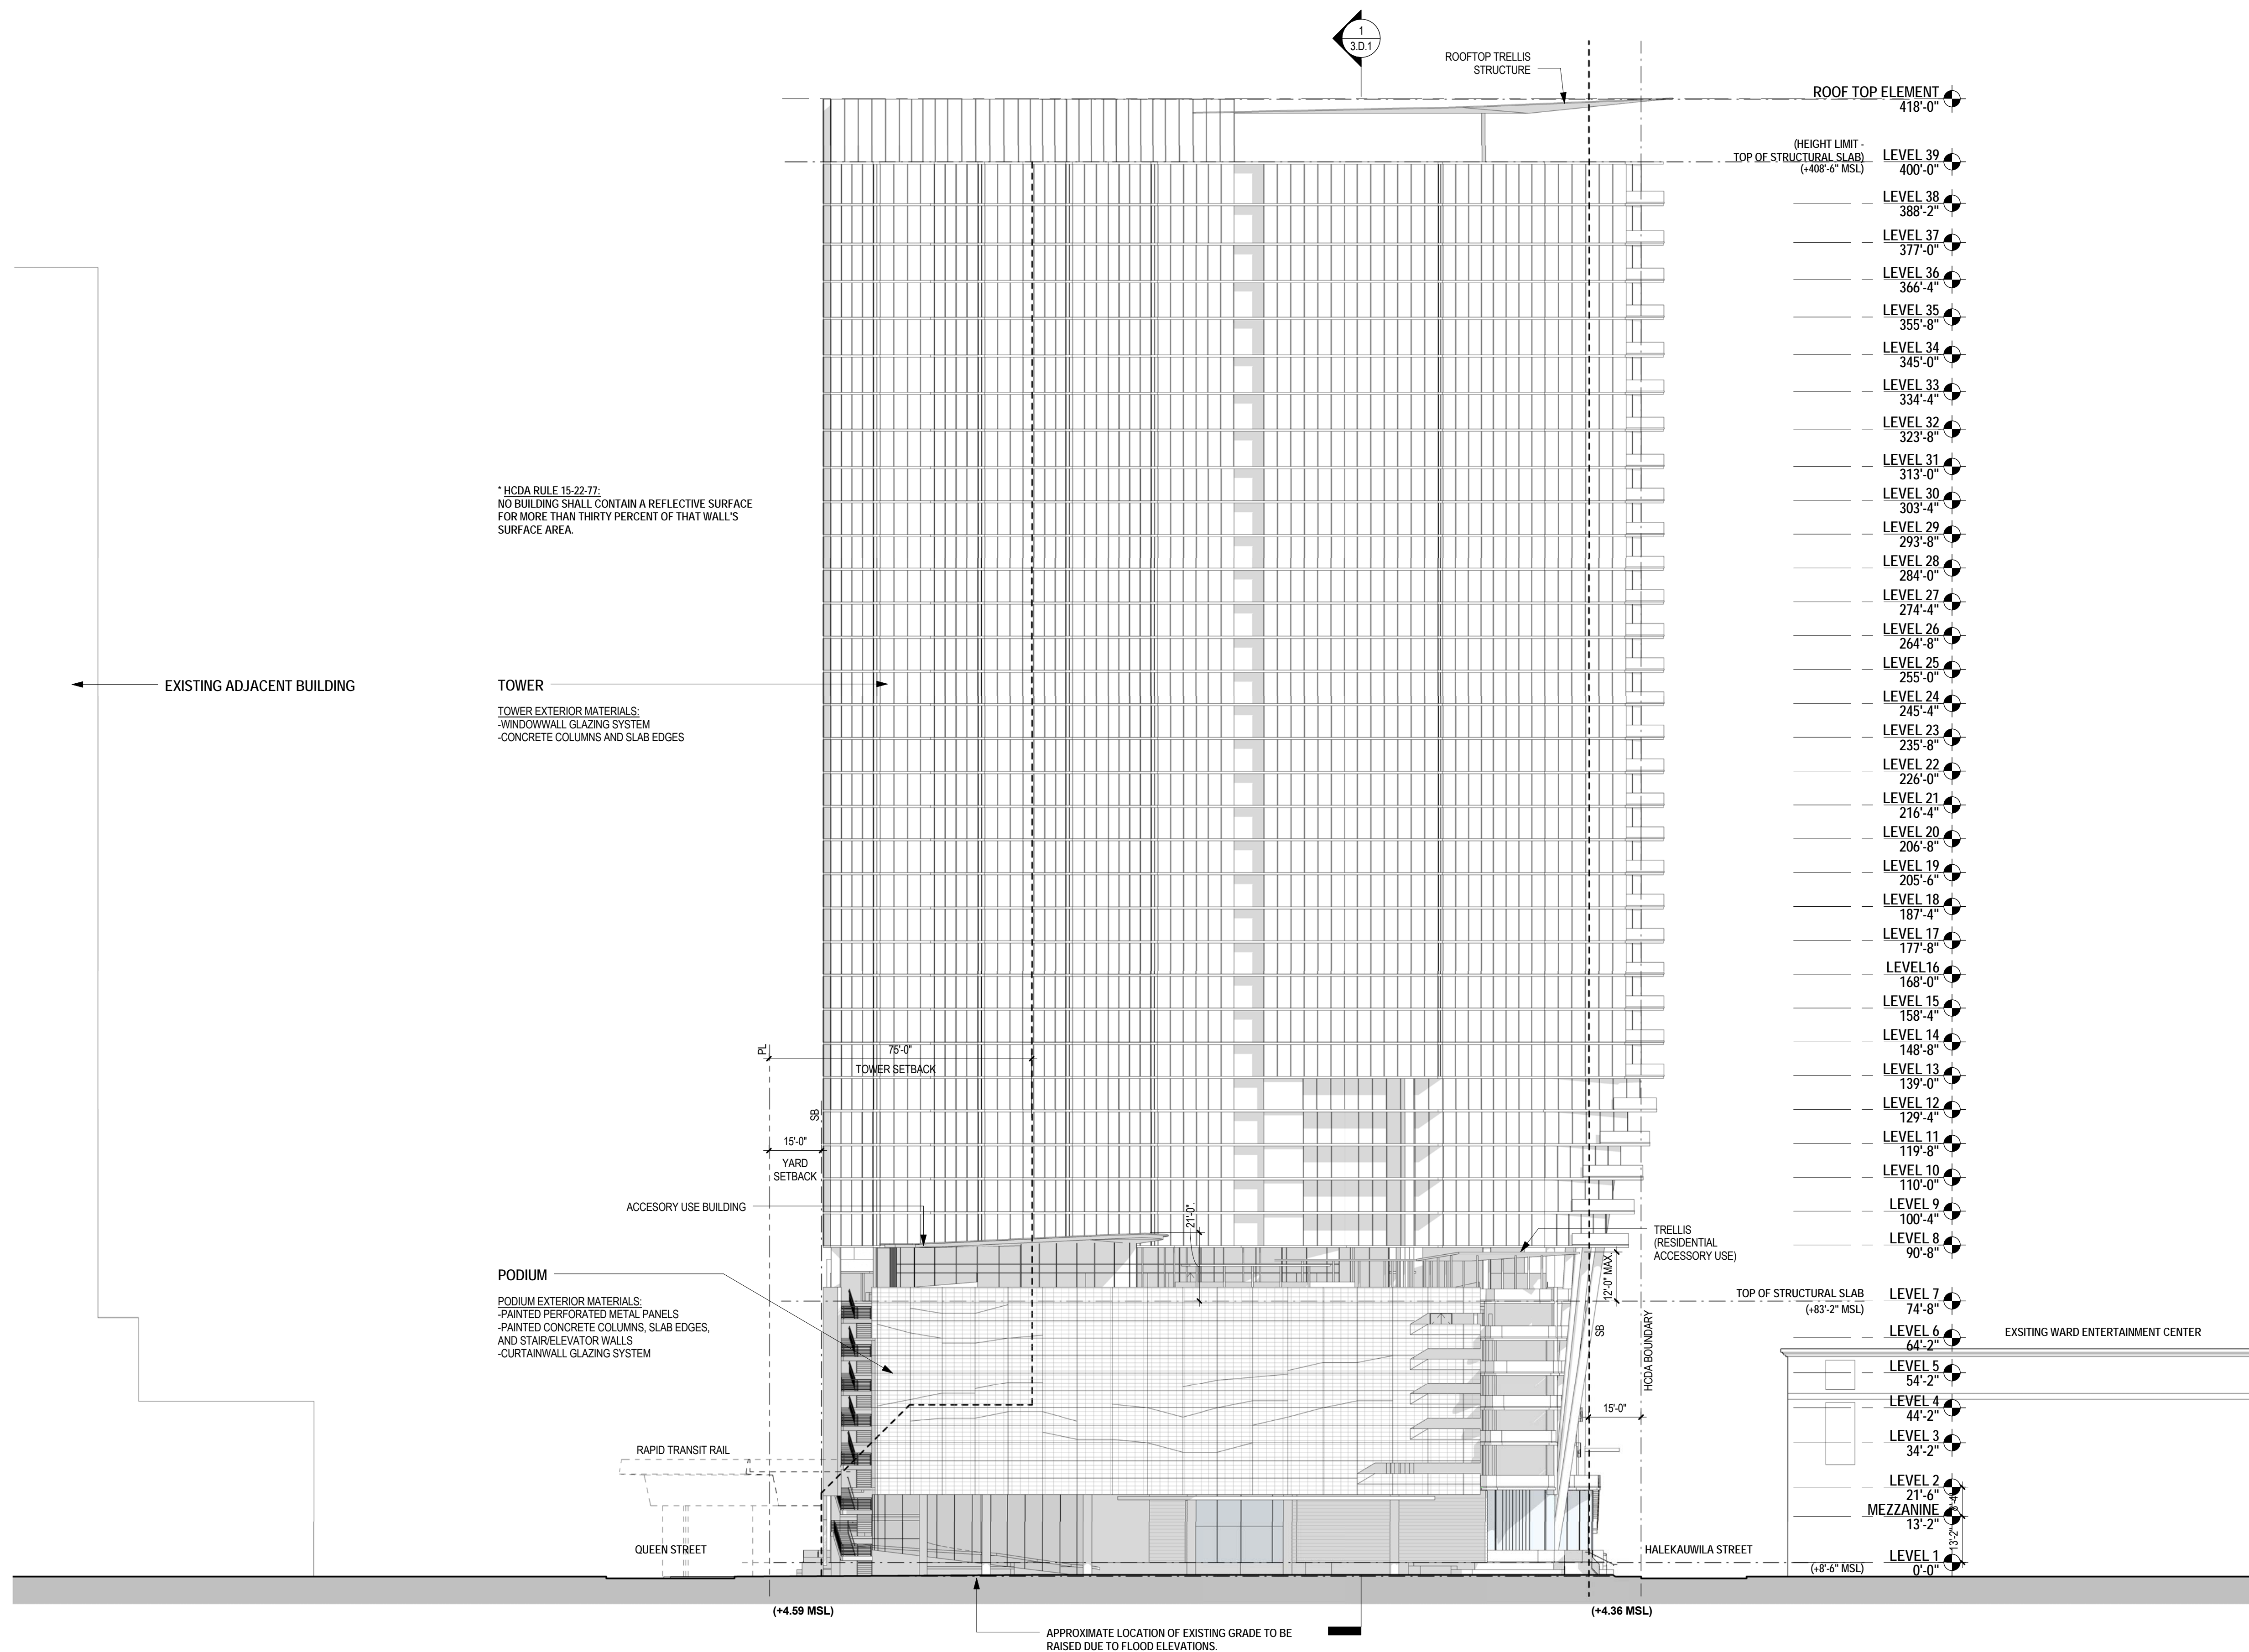 1
3.D.1
ROOFTOP TRELLIS
STRUCTURE
ROOF TOP ELEMENT
418'-0"
(HEIGHT LIMIT -
TOP OF STRUCTURAL SLAB)
(+408'-6" MSL)
LEVEL 39
400'-0"
LEVEL 38
388'-2"
LEVEL 37
377'-0"
LEVEL 36
366'-4"
LEVEL 35
355'-8"
LEVEL 34
345'-0"
LEVEL 33
334'-4"
LEVEL 32
323'-8"
LEVEL 31
313'-0"
LEVEL 30
303'-4"
LEVEL 29
293'-8"
LEVEL 28
284'-0"
LEVEL 27
274'-4"
LEVEL 26
264'-8"
LEVEL 25
255'-0"
LEVEL 24
245'-4"
LEVEL 23
235'-8"
LEVEL 22
226'-0"
LEVEL 21
216'-4"
LEVEL 20
206'-8"
LEVEL 19
205'-6"
LEVEL 18
187'-4"
LEVEL 17
177'-8"
LEVEL16
168'-0"
LEVEL 15
158'-4"
LEVEL 14
148'-8"
LEVEL 13
139'-0"
LEVEL 12
129'-4"
LEVEL 11
119'-8"
LEVEL 10
110'-0"
LEVEL 9
100'-4"
LEVEL 8
90'-8"
TOP OF STRUCTURAL SLAB
(+83'-2" MSL)
LEVEL 7
74'-8"
LEVEL 6
64'-2"
LEVEL 5
54'-2"
LEVEL 4
44'-2"
LEVEL 3
34'-2"
LEVEL 2
21'-6"
MEZZANINE
13'-2"
8'-4"
13'-2"
LEVEL 1
0'-0"
(+8'-6" MSL)
* HCDA RULE 15-22-77:
NO BUILDING SHALL CONTAIN A REFLECTIVE SURFACE
FOR MORE THAN THIRTY PERCENT OF THAT WALL'S
SURFACE AREA.
EXISTING ADJACENT BUILDING
TOWER
TOWER EXTERIOR MATERIALS:
-WINDOWWALL GLAZING SYSTEM
-CONCRETE COLUMNS AND SLAB EDGES
PL
75'-0"
TOWER SETBACK
SB
15'-0"
YARD
SETBACK
ACCESORY USE BUILDING
21'-0"
TRELLIS
(RESIDENTIAL
ACCESSORY USE)
12'-0" MAX.
PODIUM
PODIUM EXTERIOR MATERIALS:
-PAINTED PERFORATED METAL PANELS
-PAINTED CONCRETE COLUMNS, SLAB EDGES,
AND STAIR/ELEVATOR WALLS
-CURTAINWALL GLAZING SYSTEM
SB
HCDA BOUNDARY
15'-0"
EXSITING WARD ENTERTAINMENT CENTER
RAPID TRANSIT RAIL
QUEEN STREET
HALEKAUWILA STREET
(+4.59 MSL)
(+4.36 MSL)
APPROXIMATE LOCATION OF EXISTING GRADE TO BE
RAISED DUE TO FLOOD ELEVATIONS.